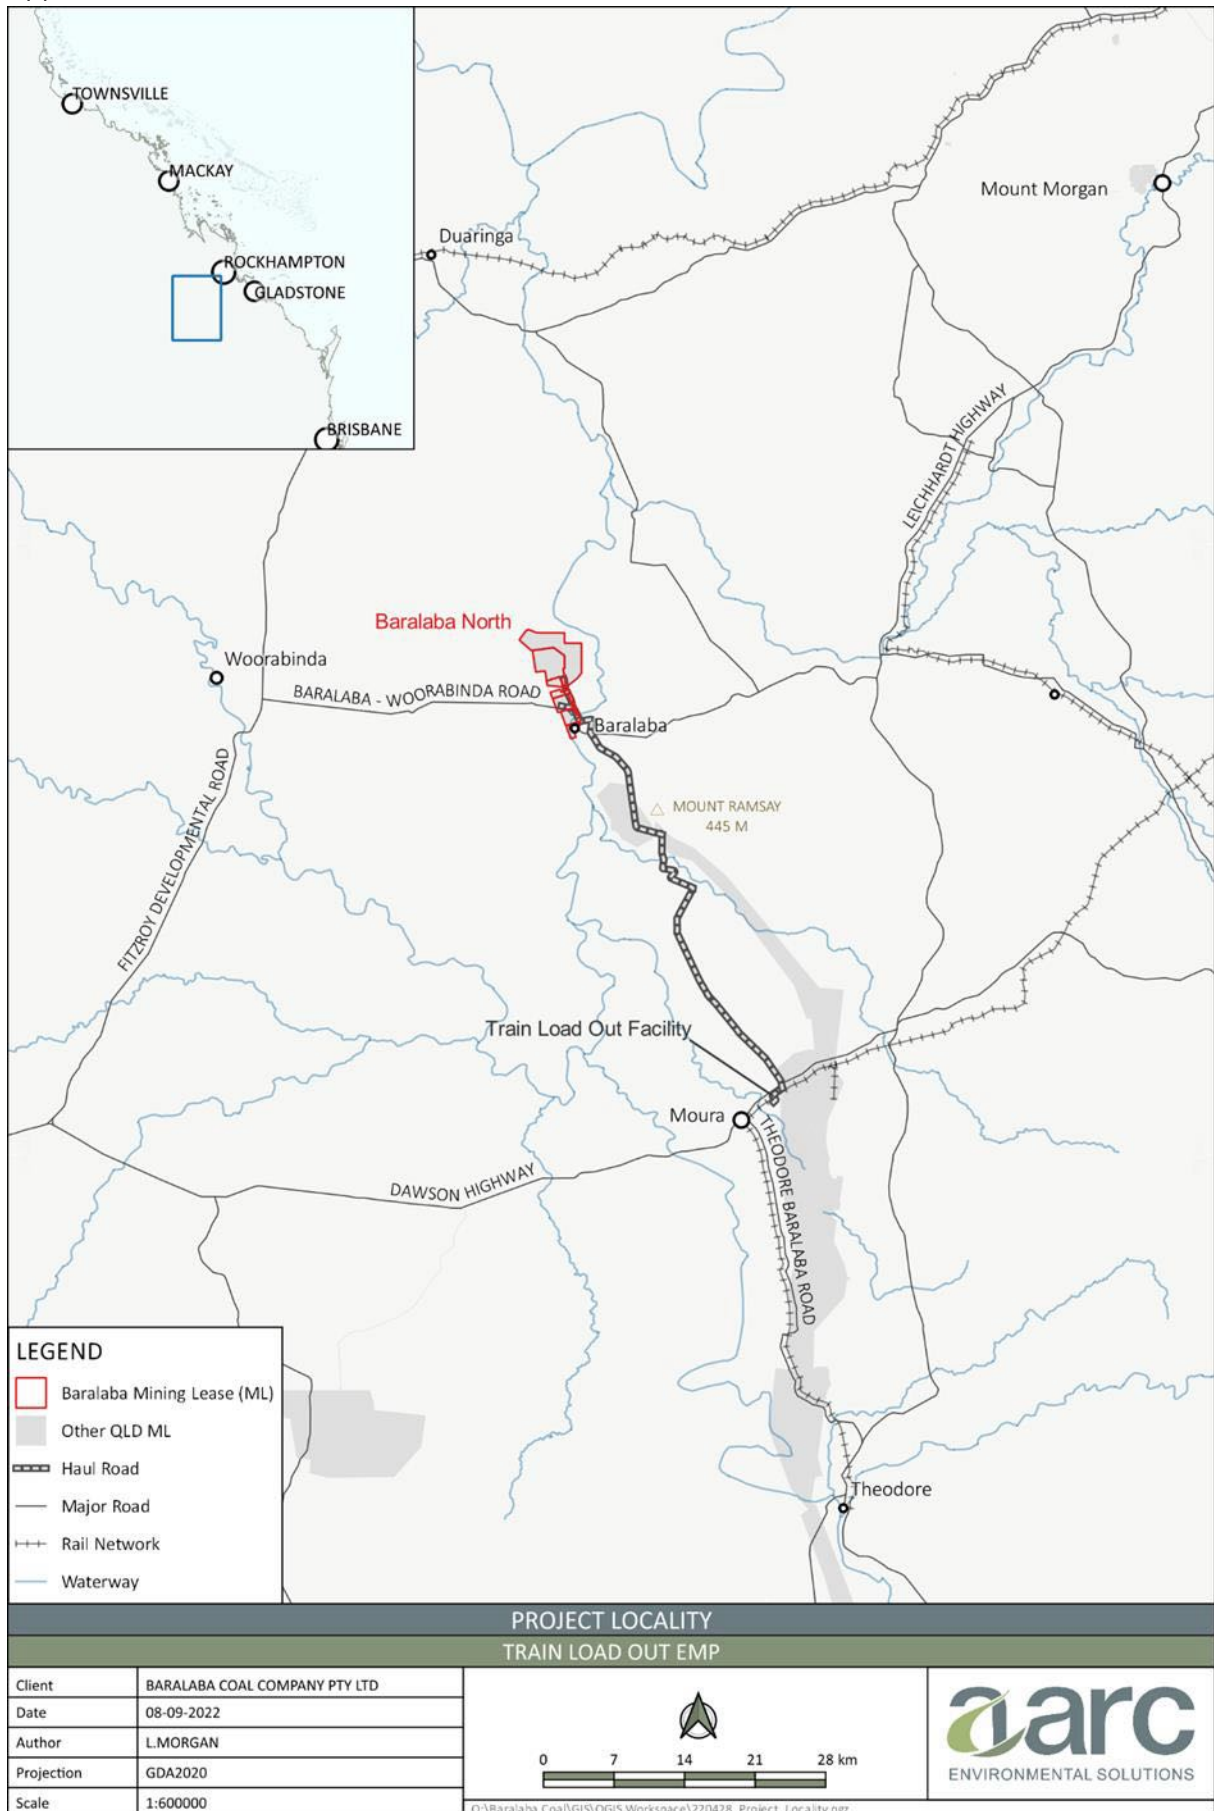 TOWNSVILLE
MACKAY
ROCKHAMPTON
GLADSTONE
BRISBANE
Mount Morgan
Duaringa
LEICHHARDT HIGHWAY
Baralaba North
Woorabinda
BARALABA - WOORABINDA ROAD
Baralaba
MOUNT RAMSAY
445 M
FITZROY DEVELOPMENTAL ROAD
Train Load Out Facility
Moura
THEODORE BARALABA ROAD
DAWSON HIGHWAY
Theodore
LEGEND
Baralaba Mining Lease (ML)
Other QLD ML
Haul Road
Major Road
Rail Network
Waterway
PROJECT LOCALITY
TRAIN LOAD OUT EMP
Client BARALABA COAL COMPANY PTY LTD
Date 08-09-2022
Author L.MORGAN
Projection GDA2020
Scale 1:600000
0 7 14 21 28 km
aarc
ENVIRONMENTAL SOLUTIONS